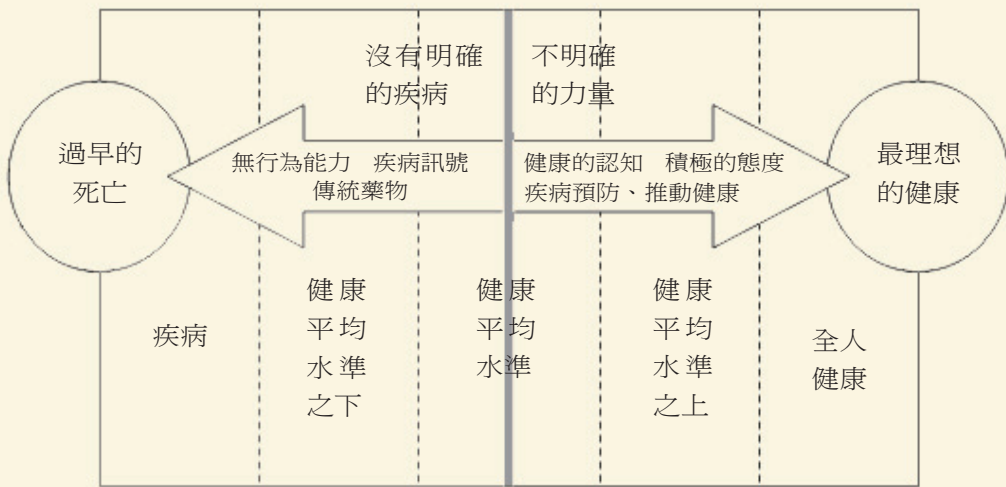 沒有明確
的疾病
不明確
的力量
過早的
死亡
無行為能力 疾病訊號
傳統藥物
健康的認知 積極的態度
疾病預防、推動健康
最理想
的健康
疾病
健康
平均
水準
之下
健康
平均
水準
健康
平均
水準
之上
全人
健康